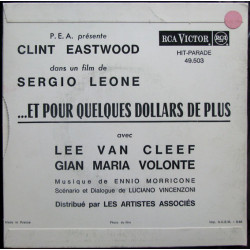 P.E.A. présente
CLINT EASTWOOD
dans un film de
SERGIO LEONE
RCA VICTOR
HIT-PARADE
49.503
...ET POUR QUELQUES DOLLARS DE PLUS
avec
LEE VAN CLEEF
GIAN MARIA VOLONTE
Musique de ENNIO MORRICONE
Scénario et Dialogue de LUCIANO VINCENZONI
Distribué par LES ARTISTES ASSOCIÉS